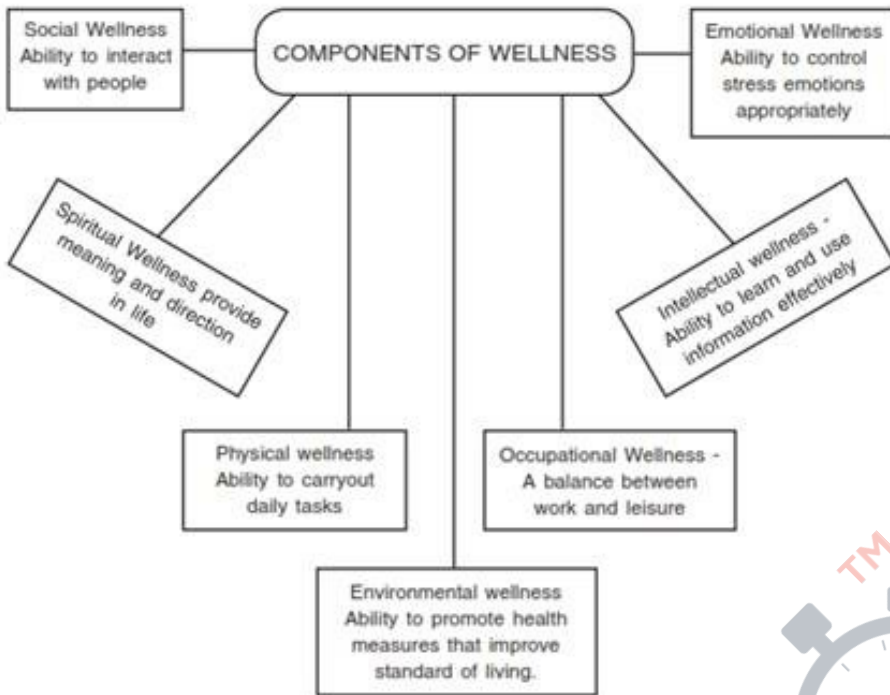 COMPONENTS OF WELLNESS
Social Wellness
Ability to interact
with people
Emotional Wellness
Ability to control
stress emotions
appropriately
Spiritual Wellness provide
meaning and direction
in life
Intellectual wellness -
Ability to learn and use
information effectively
Physical wellness
Ability to carryout
daily tasks
Occupational Wellness -
A balance between
work and leisure
Environmental wellness
Ability to promote health
measures that improve
standard of living.
TM